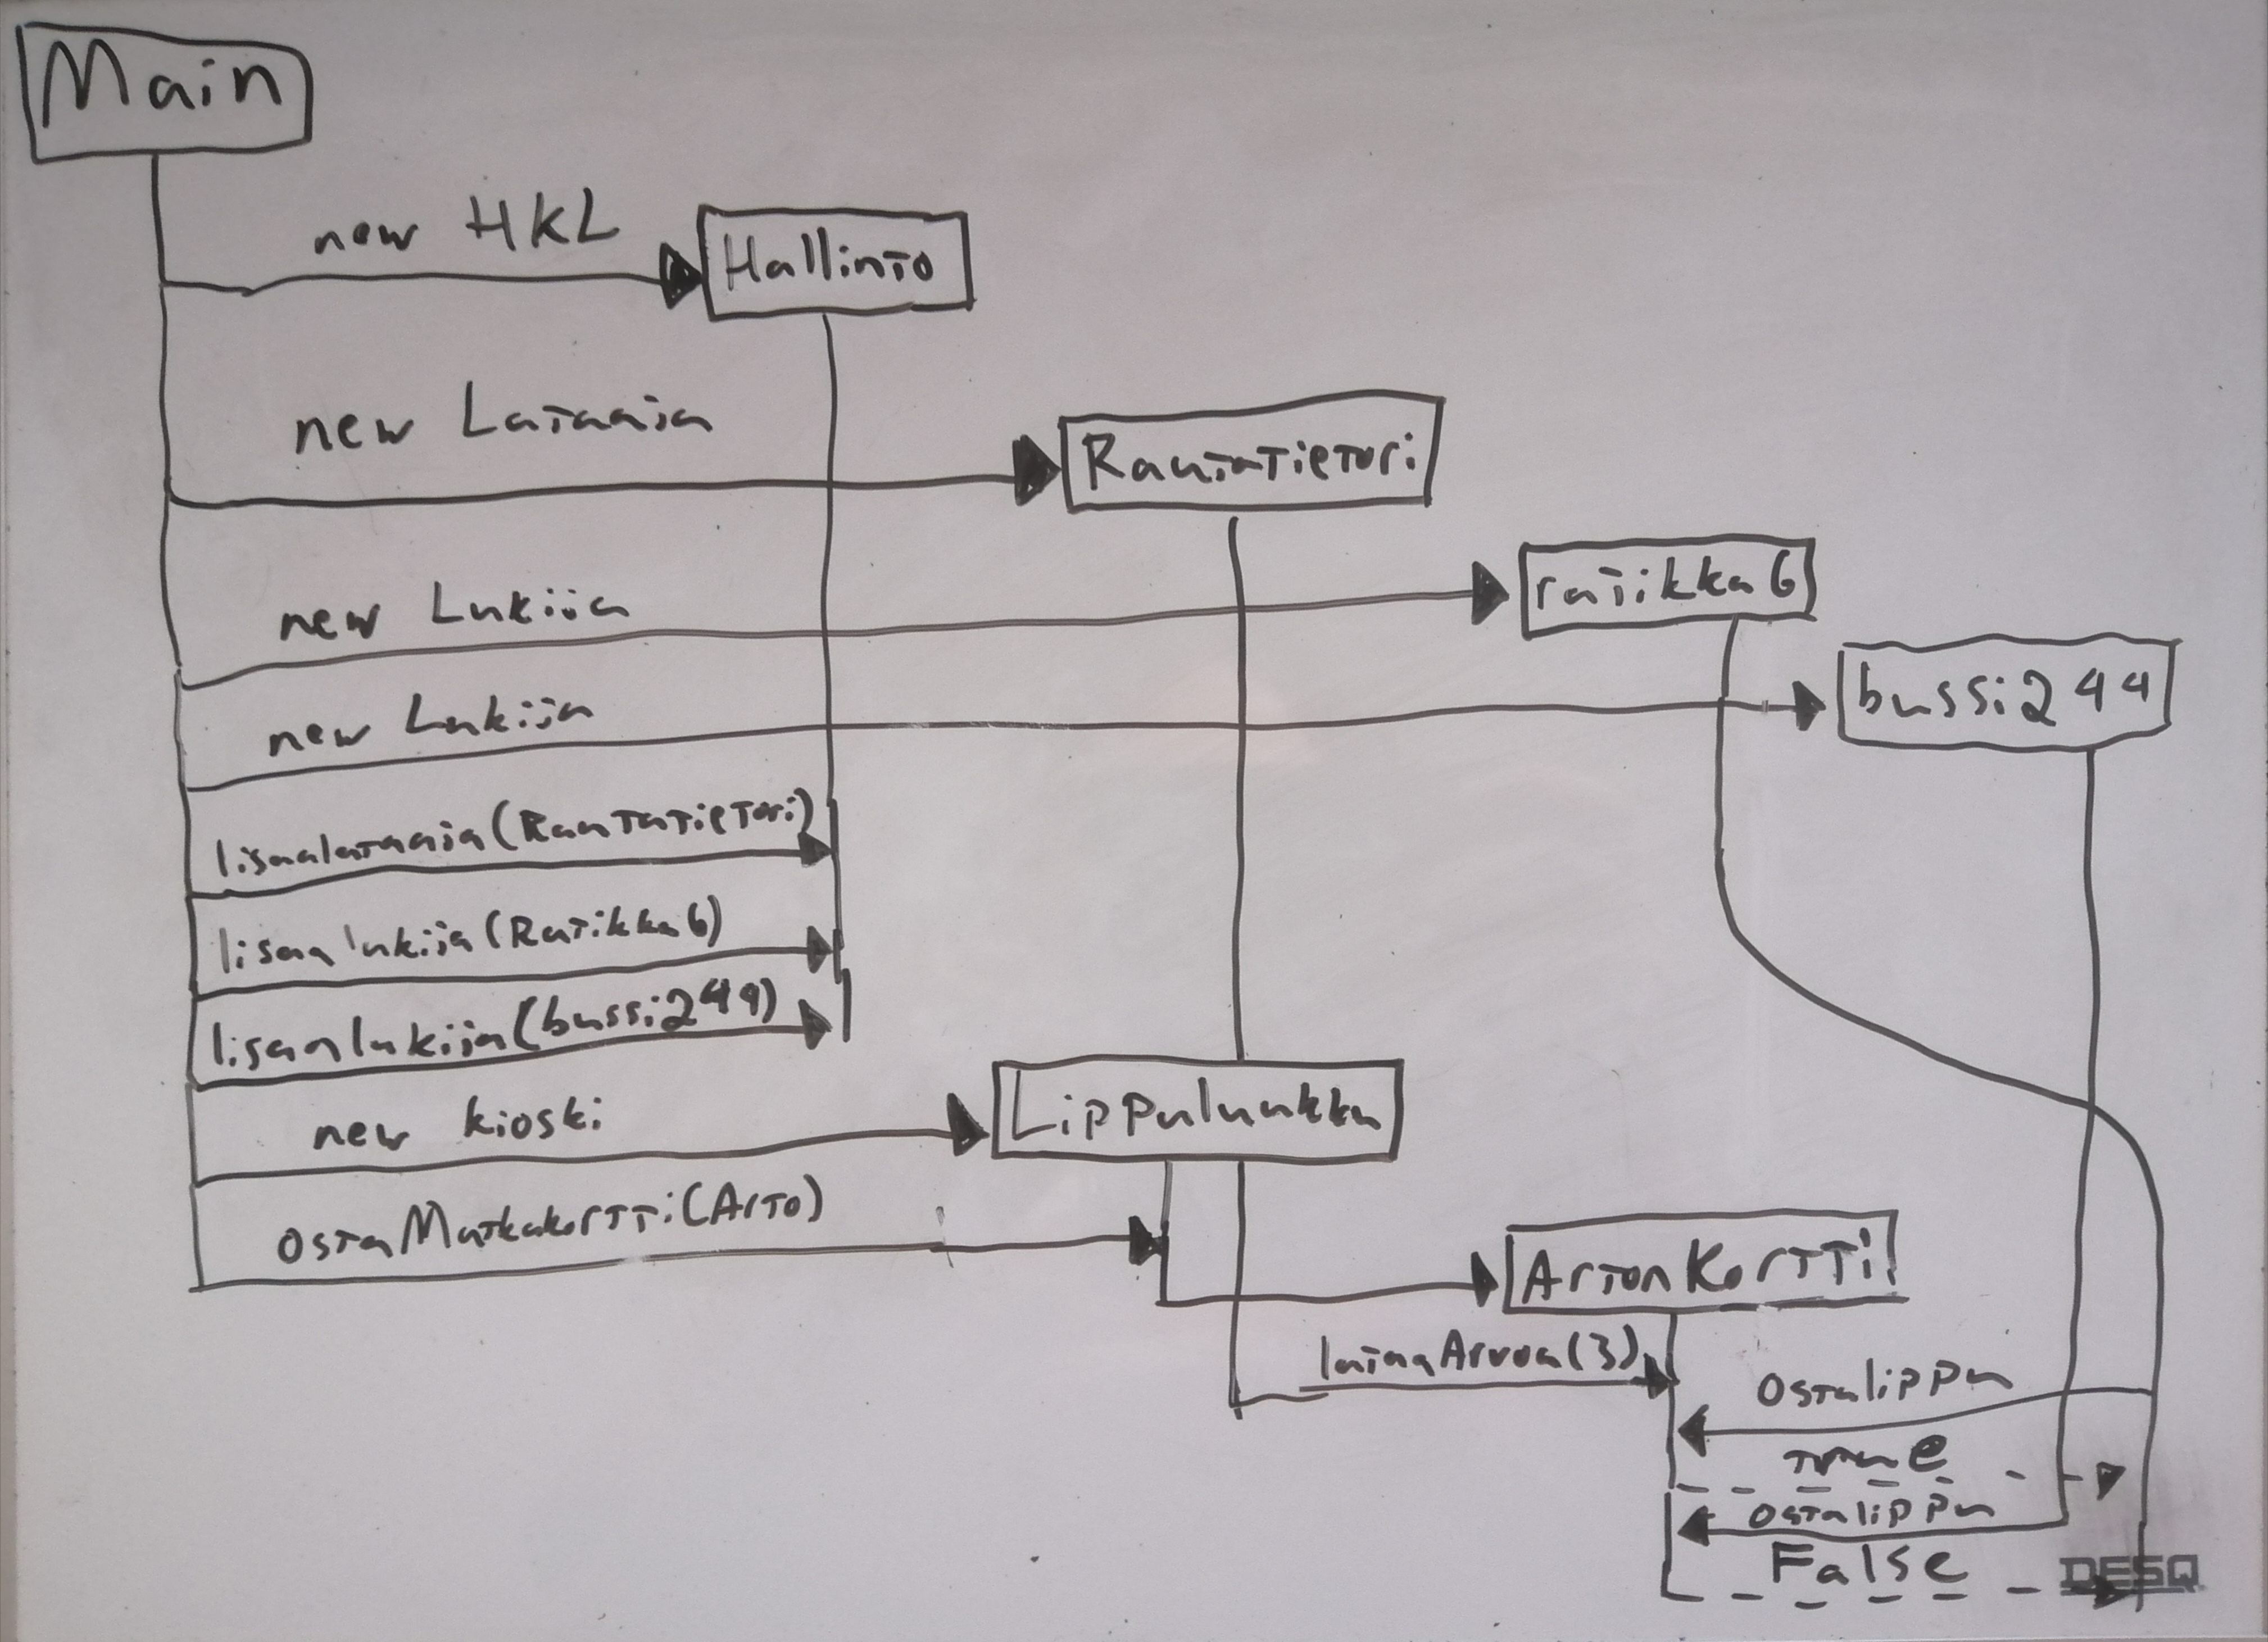 Main
new HKL
Hallinto
new Lataaja
Rautatietori
new Lukija
ratikka6
new Lukija
bussi244
lisaalataaja(Rautatietori)
lisaalukija(Ratikka6)
lisaalukija(bussi244)
new kioski
Lippuluukku
ostaMatkakortti(Arto)
ArtonKortti
lataaArvoa(3)
ostalippu
true
ostalippu
False
DESQ